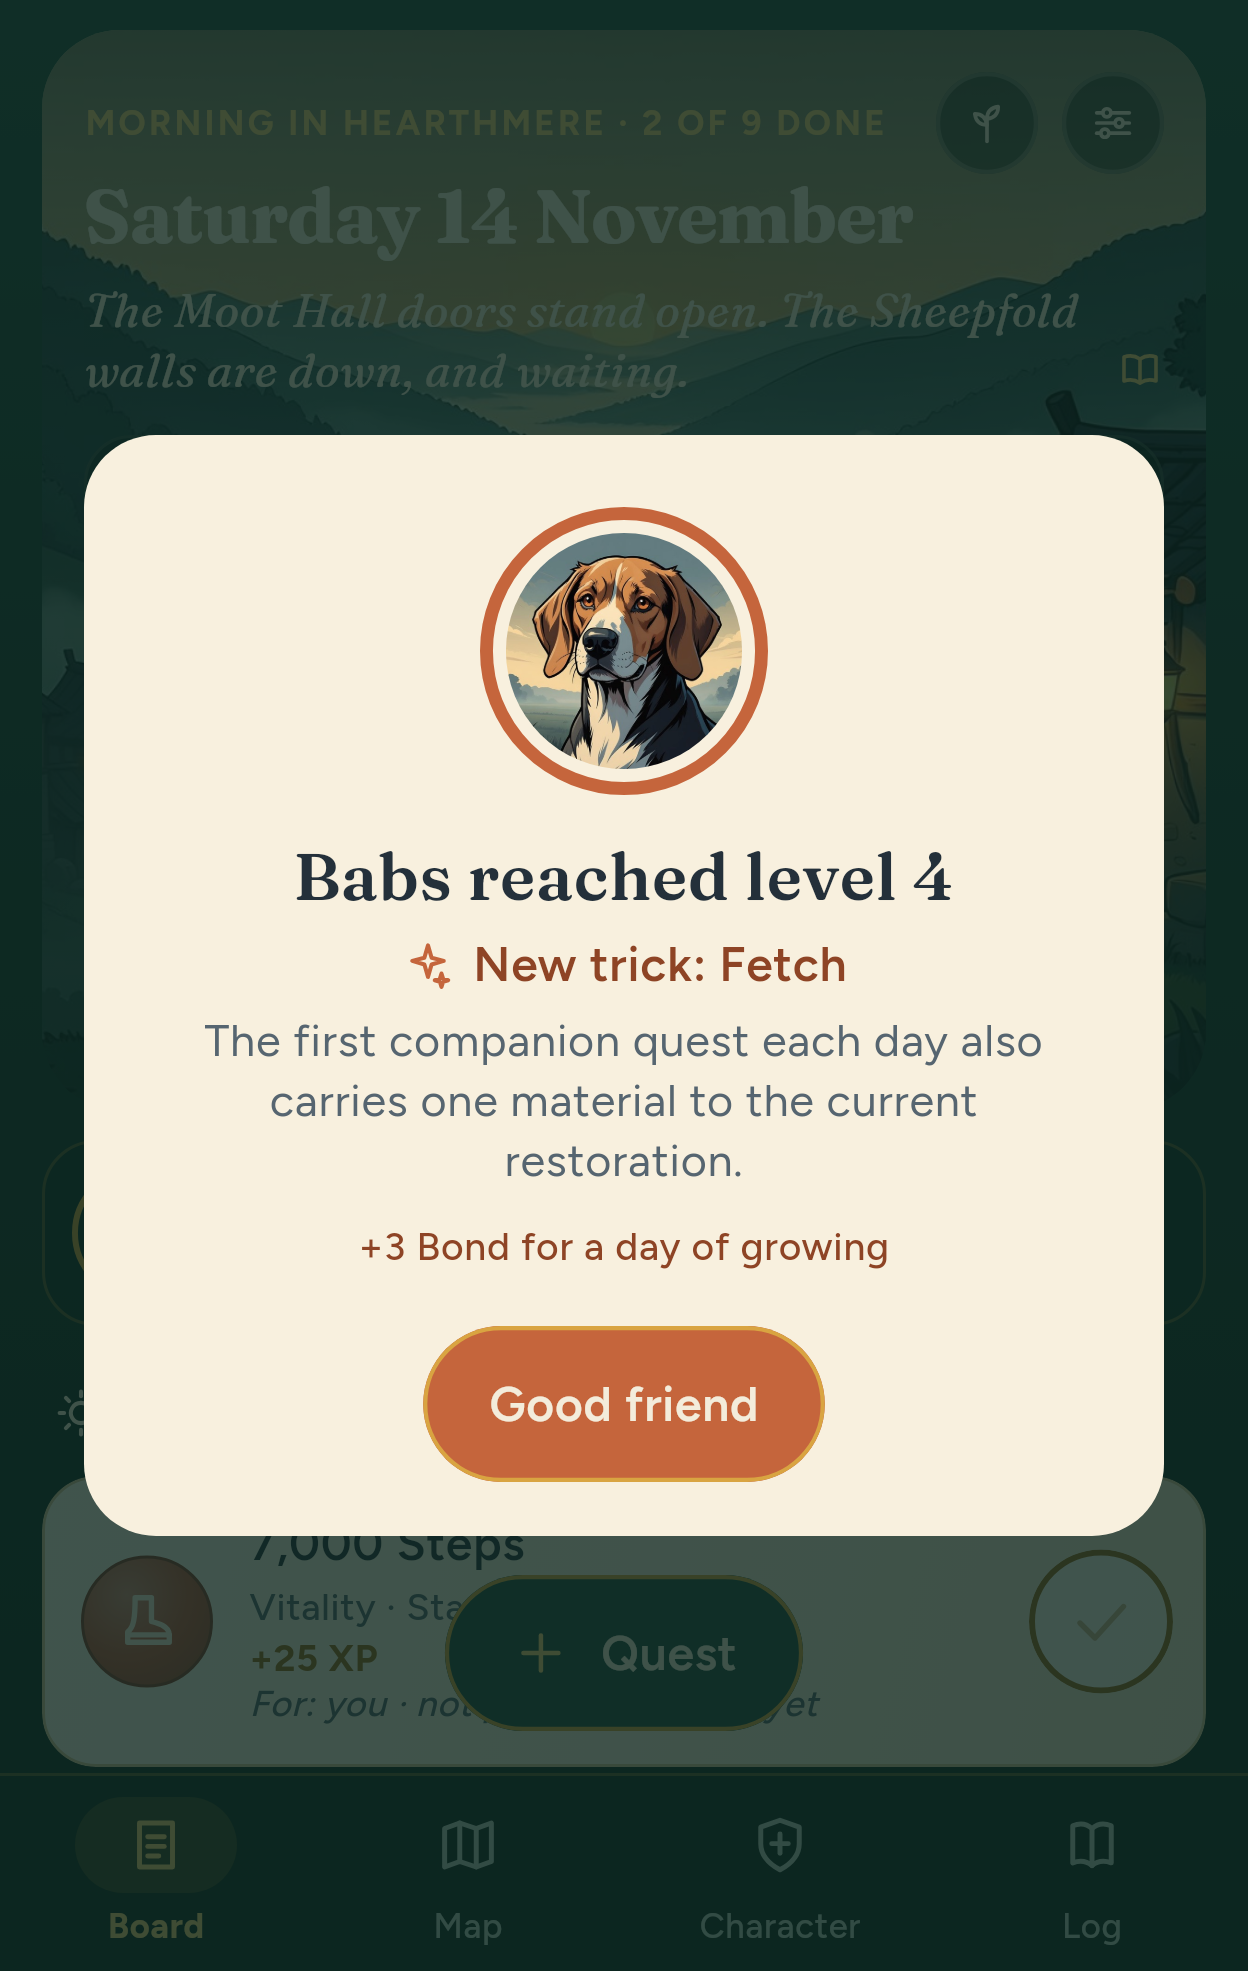 MORNING IN HEARTHMERE · 2 OF 9 DONE
Saturday 14 November
The Moot Hall doors stand open. The Sheepfold
walls are down, and waiting.
Babs reached level 4
New trick: Fetch
The first companion quest each day also
carries one material to the current
restoration.
+3 Bond for a day of growing
Good friend
7,000 Steps
Vitality ·
+25 XP
For: you ·
Quest
Board
Map
Character
Log